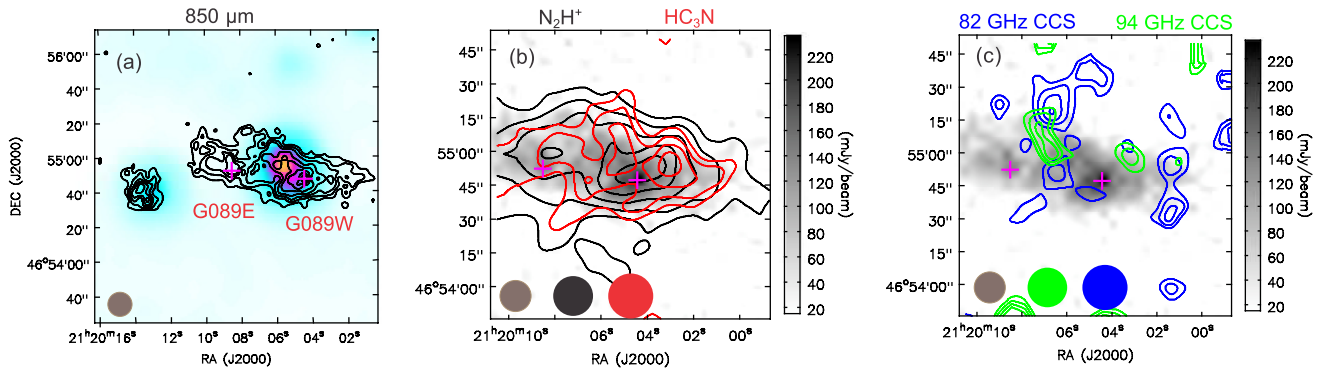 850 μm
(a)
G089E
G089W
DEC (J2000)
56'00''
40''
20''
55'00''
40''
20''
46°54'00''
40''
21ʰ20ᵐ16ˢ
12ˢ
10ˢ
08ˢ
06ˢ
04ˢ
02ˢ
RA (J2000)
N₂H⁺
HC₃N
(b)
45''
30''
15''
55'00''
45''
30''
15''
46°54'00''
21ʰ20ᵐ10ˢ
06ˢ
04ˢ
02ˢ
00ˢ
RA (J2000)
220
200
180
160
140
120
100
80
60
40
20
(mJy/beam)
82 GHz CCS
94 GHz CCS
(c)
45''
30''
15''
55'00''
45''
30''
15''
46°54'00''
21ʰ20ᵐ10ˢ
06ˢ
04ˢ
02ˢ
00ˢ
RA (J2000)
220
200
180
160
140
120
100
80
60
40
20
(mJy/beam)